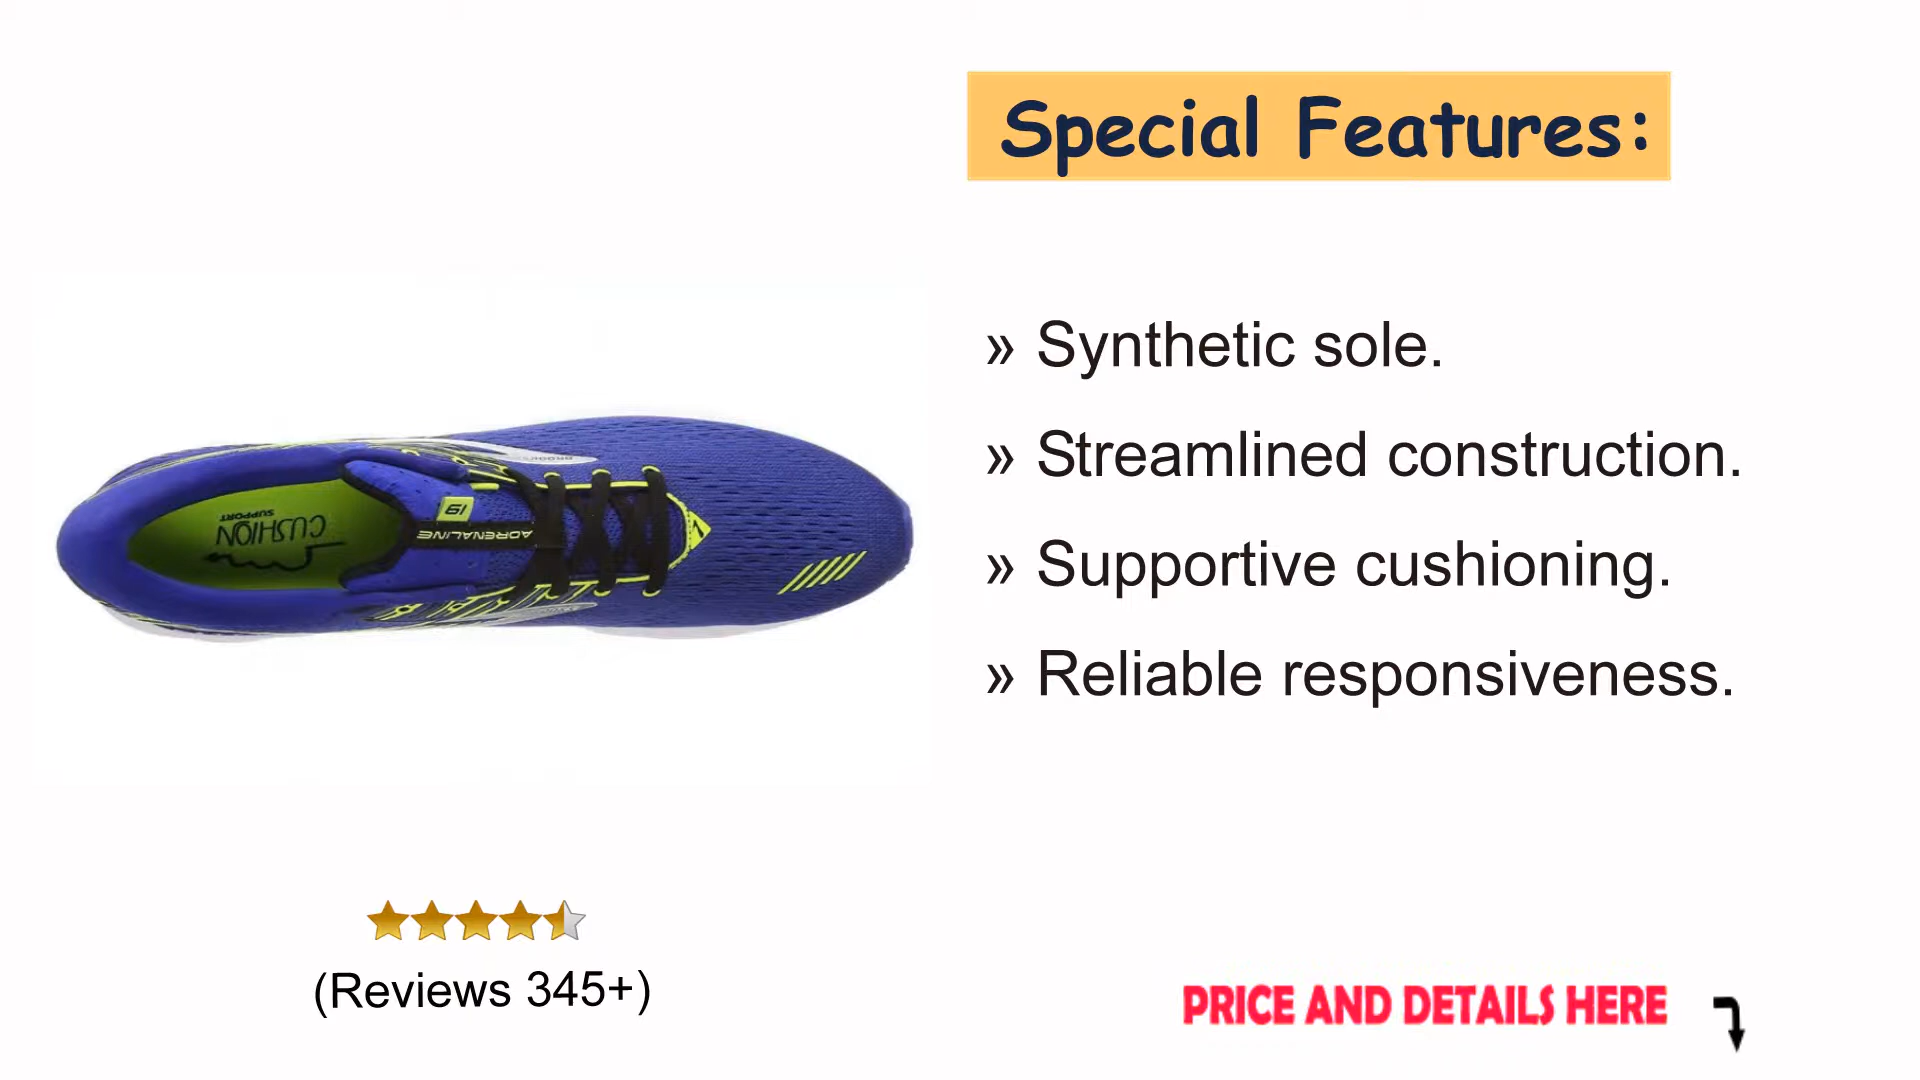 Special Features:
» Synthetic sole.
» Streamlined construction.
» Supportive cushioning.
» Reliable responsiveness.
CUSHION
SUPPORT
19
ADRENALINE
(Reviews 345+)
PRICE AND DETAILS HERE